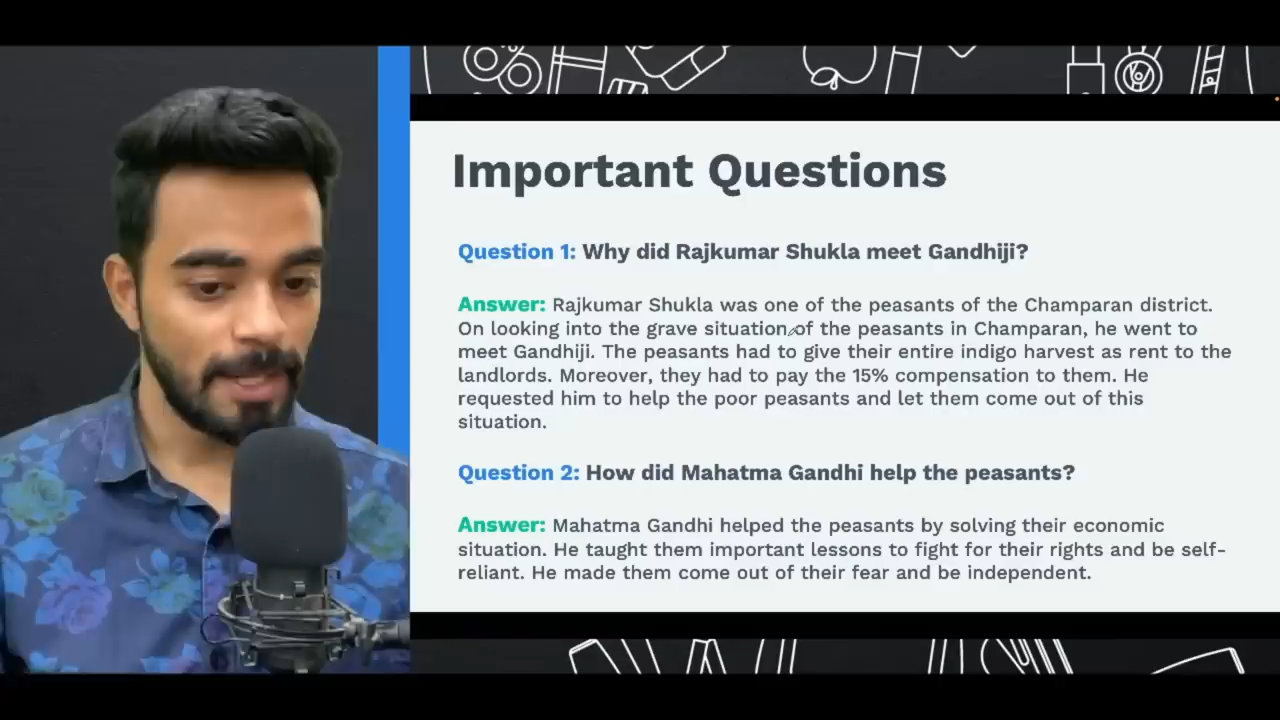 Important Questions
Question 1: Why did Rajkumar Shukla meet Gandhiji?
Answer: Rajkumar Shukla was one of the peasants of the Champaran district.
On looking into the grave situation of the peasants in Champaran, he went to
meet Gandhiji. The peasants had to give their entire indigo harvest as rent to the
landlords. Moreover, they had to pay the 15% compensation to them. He
requested him to help the poor peasants and let them come out of this
situation.
Question 2: How did Mahatma Gandhi help the peasants?
Answer: Mahatma Gandhi helped the peasants by solving their economic
situation. He taught them important lessons to fight for their rights and be self-
reliant. He made them come out of their fear and be independent.